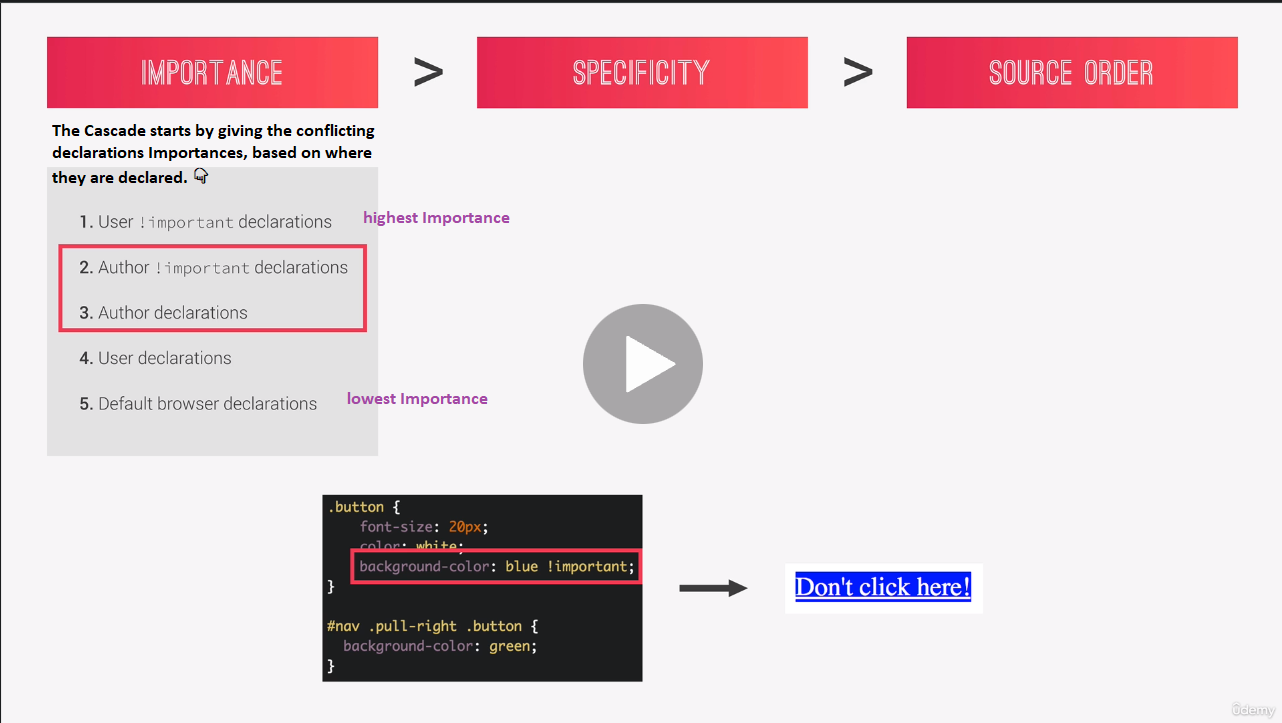 IMPORTANCE > SPECIFICITY > SOURCE ORDER
The Cascade starts by giving the conflicting
declarations Importances, based on where
they are declared.
1. User !important declarations
highest Importance
2. Author !important declarations
3. Author declarations
4. User declarations
5. Default browser declarations
lowest Importance
.button {
font-size: 20px;
color: white;
background-color: blue !important;
}
#nav .pull-right .button {
background-color: green;
}
Don't click here!
ûdemy